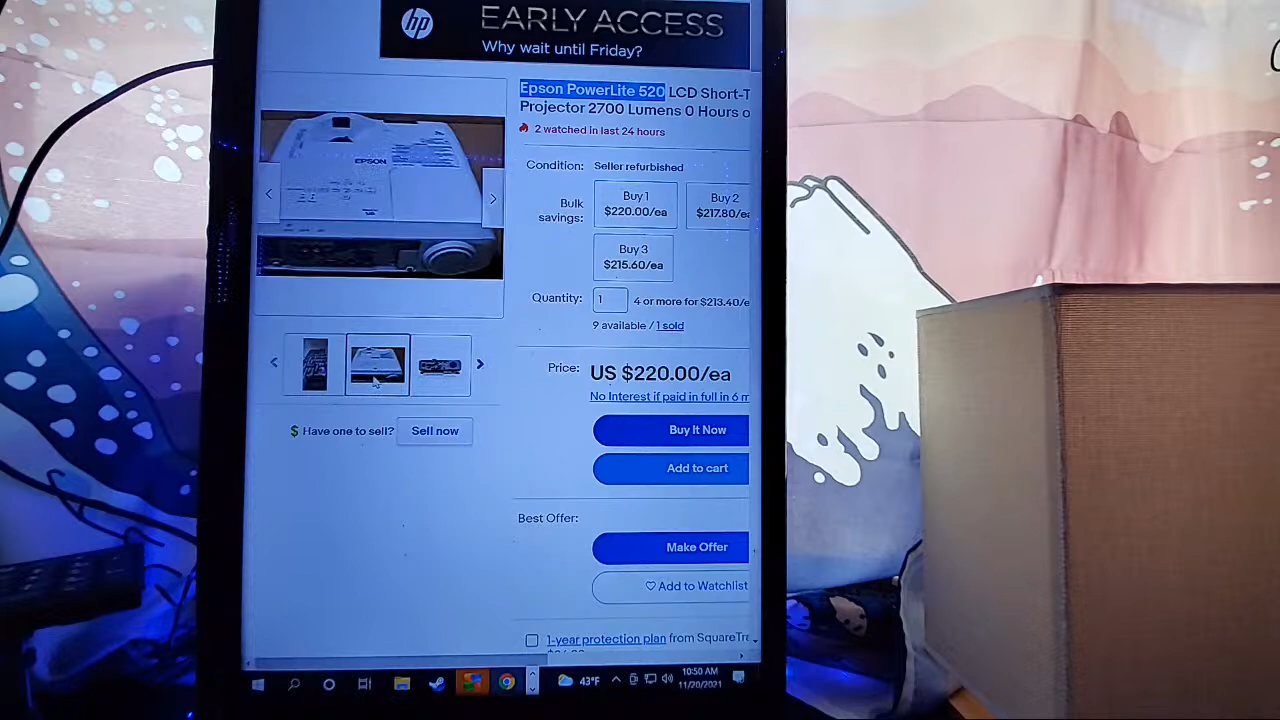 hp
EARLY ACCESS
Why wait until Friday?
Epson PowerLite 520 LCD Short-T
Projector 2700 Lumens 0 Hours o
2 watched in last 24 hours
EPSON
Condition: Seller refurbished
Bulk savings:
Buy 1
$220.00/ea
Buy 2
$217.80/ea
Buy 3
$215.60/ea
Quantity: 1 4 or more for $213.40/e
9 available / 1 sold
Price: US $220.00/ea
No Interest if paid in full in 6 m
$ Have one to sell? Sell now
Buy It Now
Add to cart
Best Offer:
Make Offer
Add to Watchlist
1-year protection plan from SquareTr
43°F
10:50 AM
11/20/2021